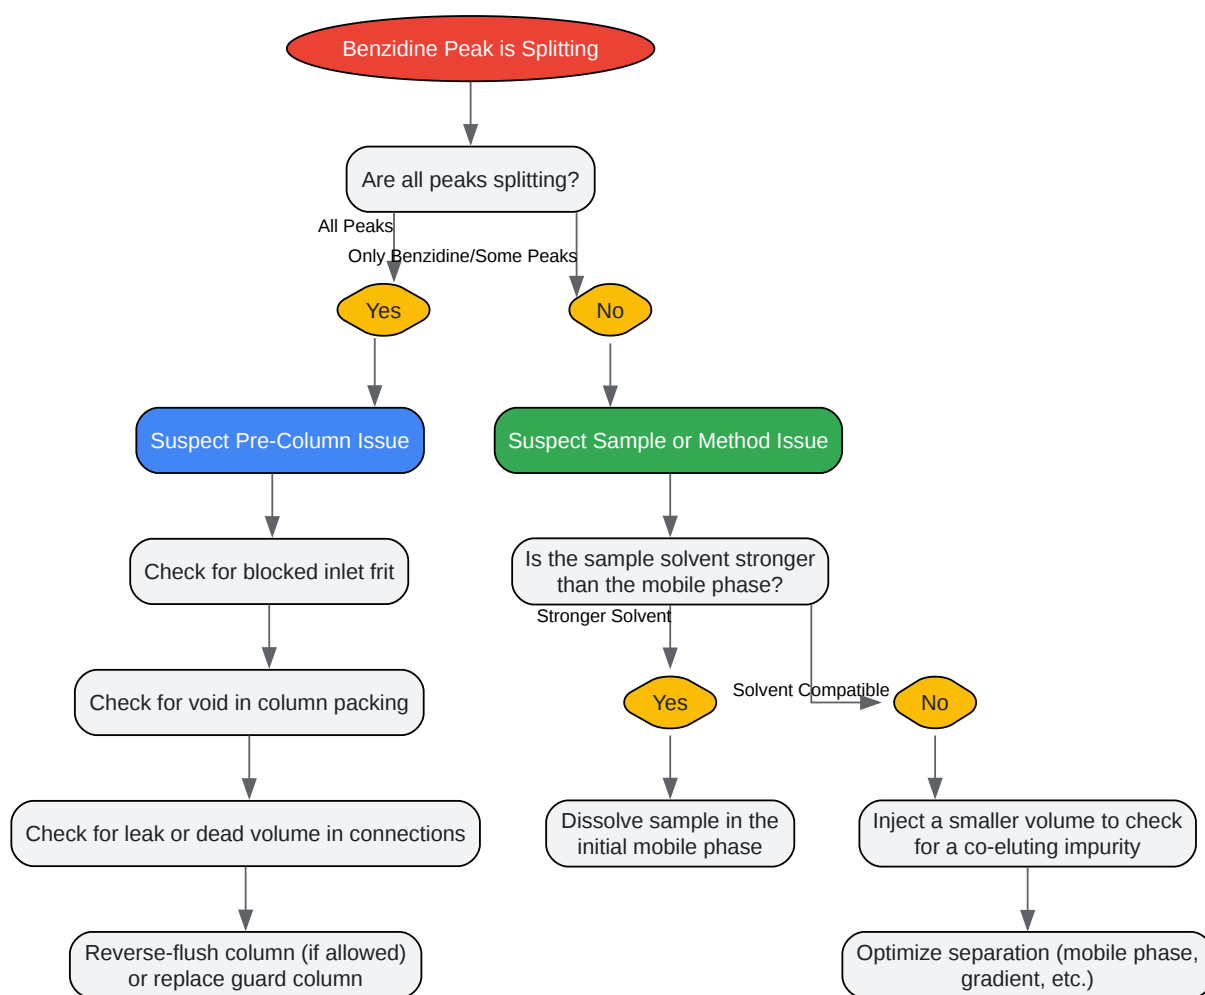 Benzidine Peak is Splitting
Are all peaks splitting?
All Peaks
Only Benzidine/Some Peaks
Yes
No
Suspect Pre-Column Issue
Suspect Sample or Method Issue
Check for blocked inlet frit
Is the sample solvent stronger
than the mobile phase?
Stronger Solvent
Check for void in column packing
Yes
Solvent Compatible
No
Check for leak or dead volume in connections
Dissolve sample in the
initial mobile phase
Inject a smaller volume to check
for a co-eluting impurity
Reverse-flush column (if allowed)
or replace guard column
Optimize separation (mobile phase,
gradient, etc.)